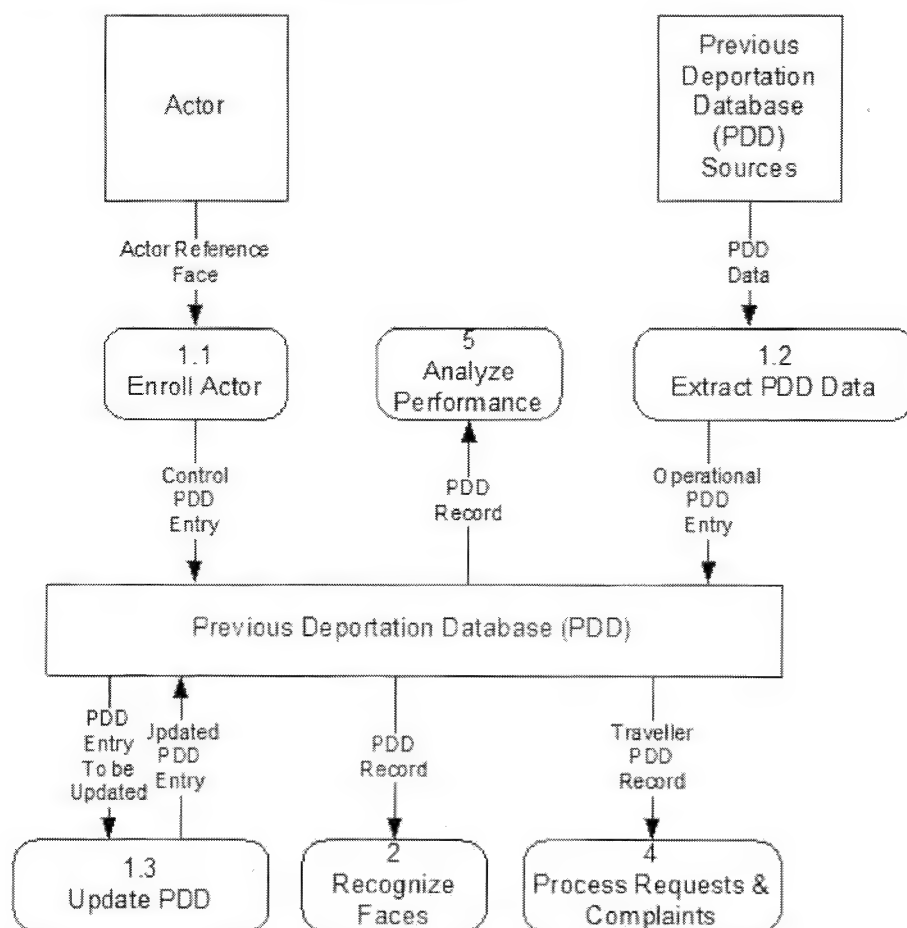 Actor
Previous
Deportation
Database
(PDD)
Sources
Actor Reference
Face
PDD
Data
1.1
Enroll Actor
5
Analyze
Performance
1.2
Extract PDD Data
Control
PDD
Entry
PDD
Record
Operational
PDD
Entry
Previous Deportation Database (PDD)
PDD
Entry
To be
Updated
Updated
PDD
Entry
PDD
Record
Traveller
PDD
Record
1.3
Update PDD
2
Recognize
Faces
4
Process Requests &
Complaints